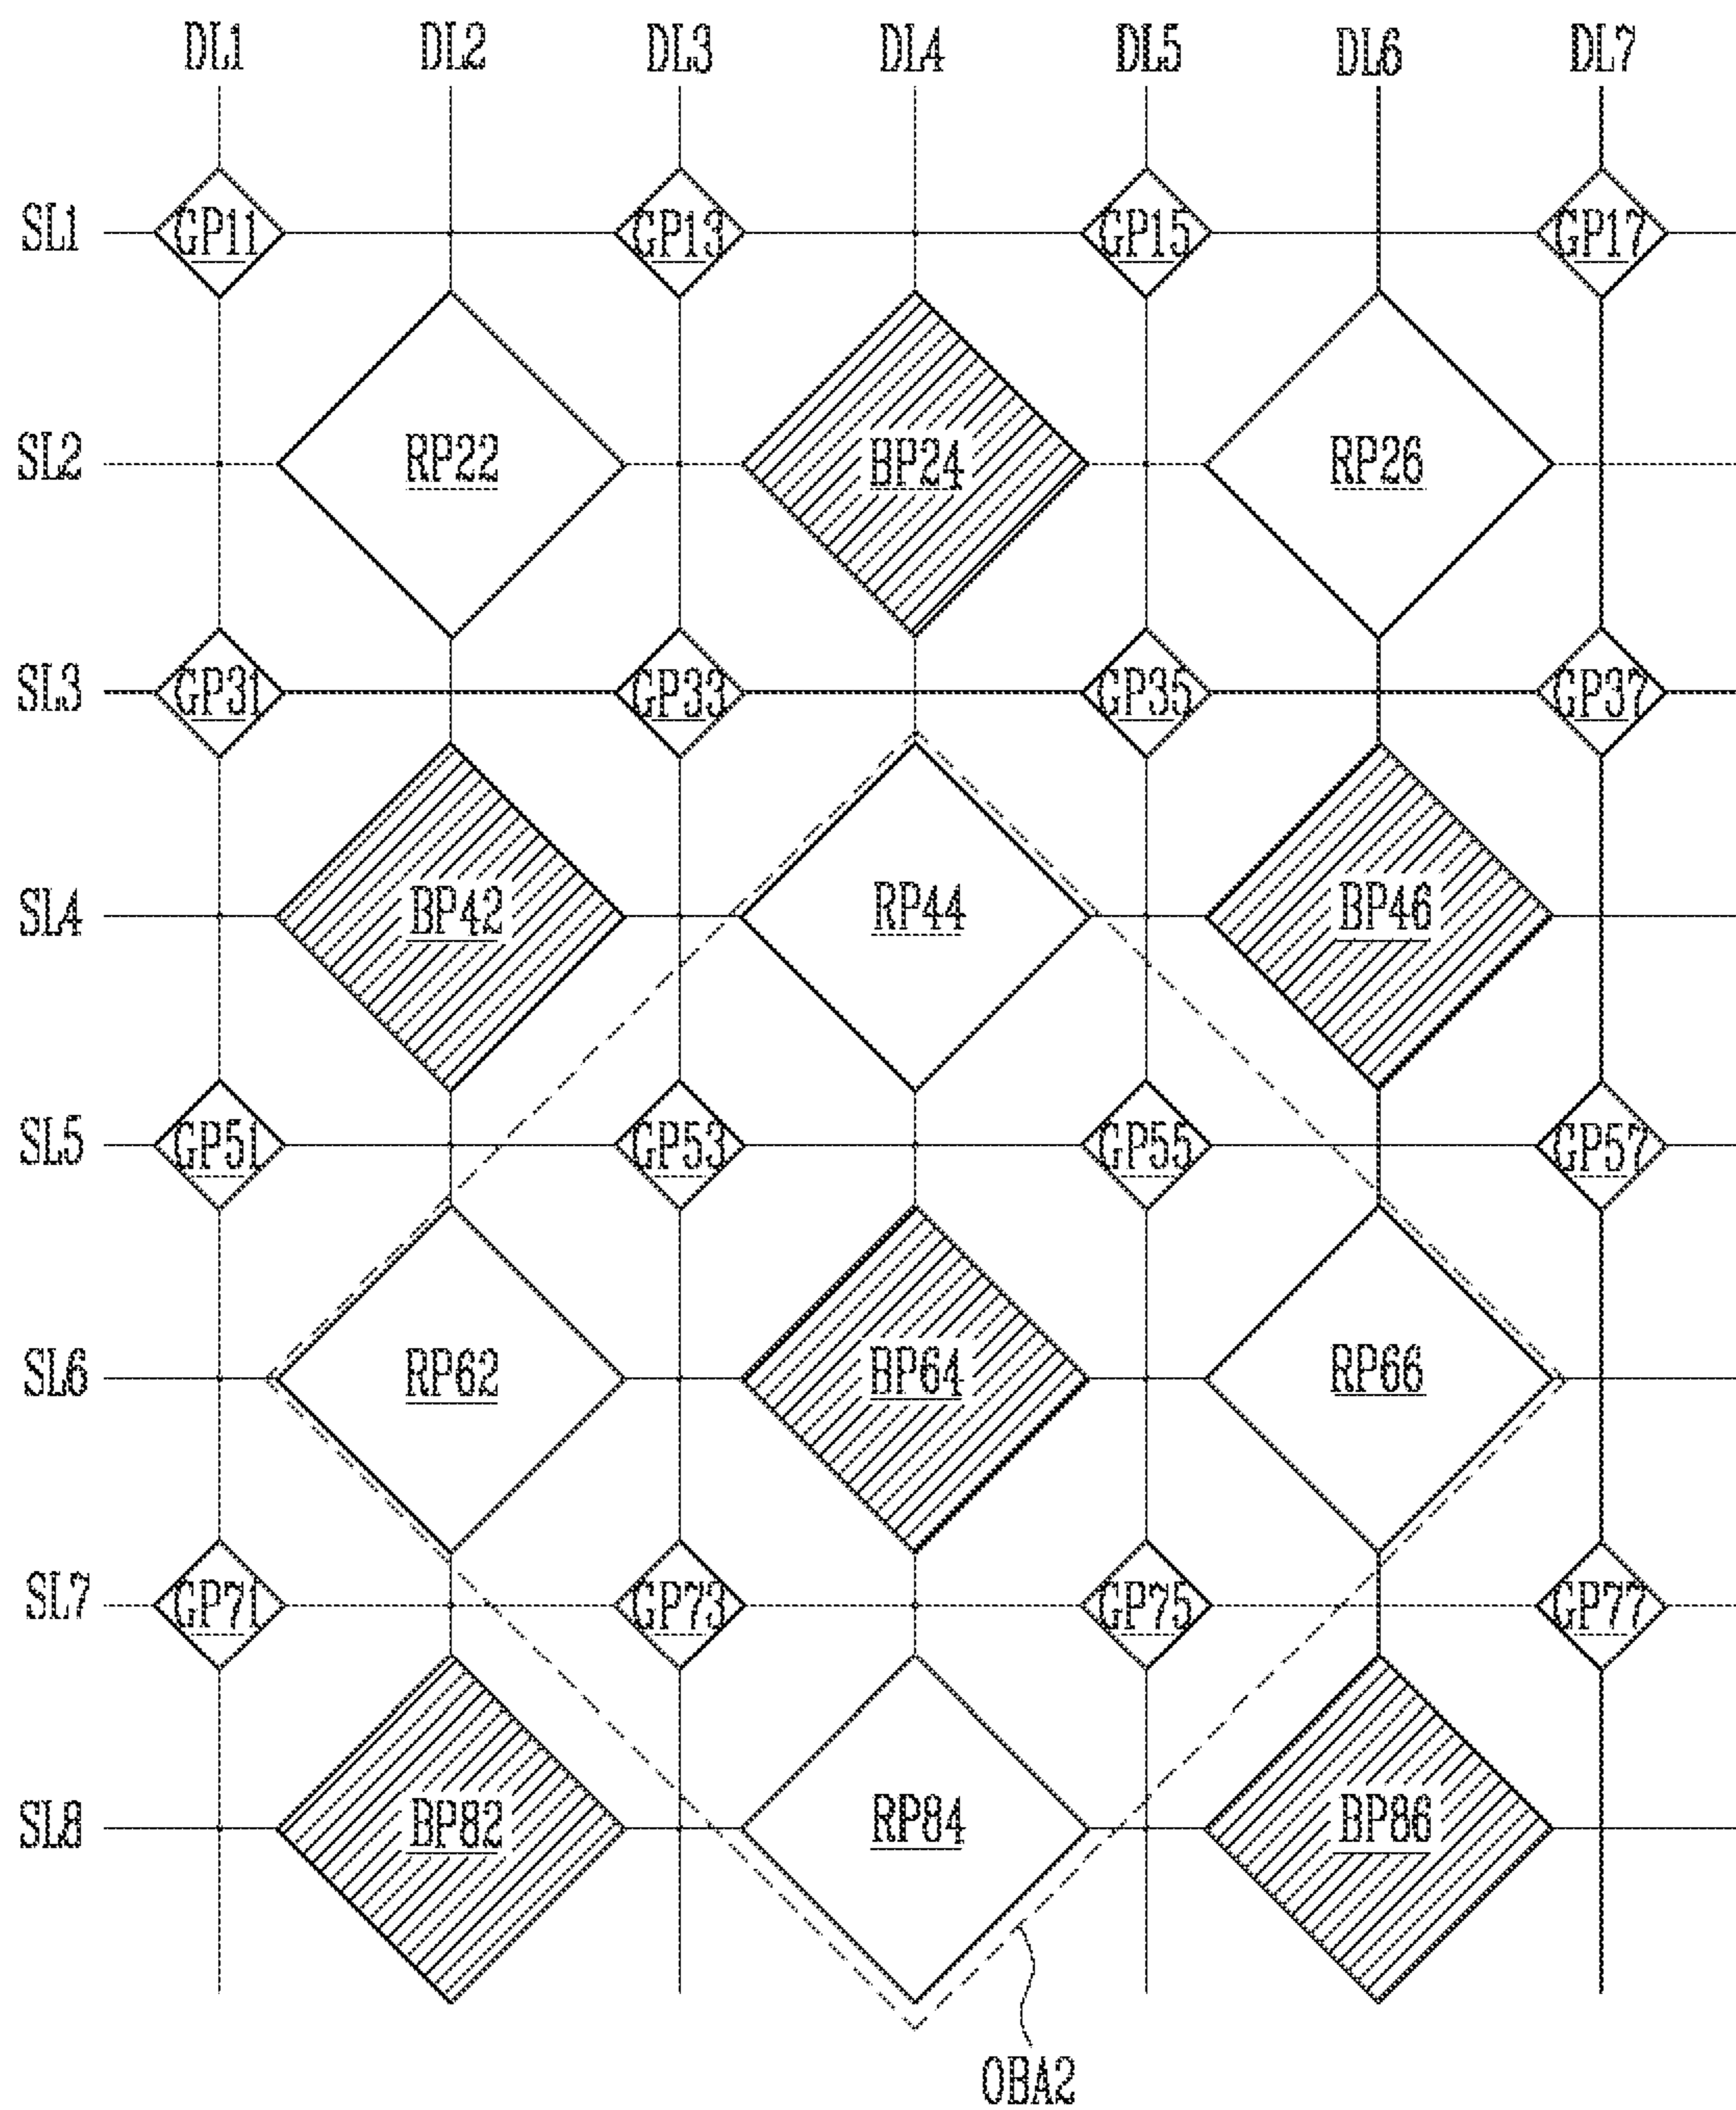 DL1 DL2 DL3 DL4 DL5 DL6 DL7
SL1 GP11 GP13 GP15 GP17
SL2 RP22 BP24 RP26
SL3 GP31 GP33 GP35 GP37
SL4 BP42 RP44 BP46
SL5 GP51 GP53 GP55 GP57
SL6 RP62 BP64 RP66
SL7 GP71 GP73 GP75 GP77
SL8 BP82 RP84 BP86
OBA2